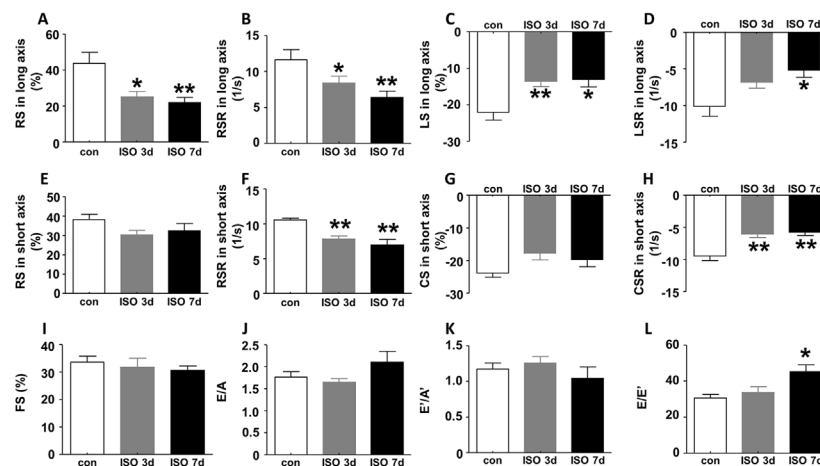 A
RS in long axis
(%)
60
40
20
0
*
**
con ISO 3d ISO 7d
B
RSR in long axis
(1/s)
15
10
5
0
*
**
con ISO 3d ISO 7d
C
LS in long axis
(%)
con ISO 3d ISO 7d
0
-10
-20
-30
**
*
D
LSR in long axis
(1/s)
con ISO 3d ISO 7d
0
-5
-10
-15
*
E
RS in short axis
(%)
50
40
30
20
10
0
con ISO 3d ISO 7d
F
RSR in short axis
(1/s)
15
10
5
0
**
**
con ISO 3d ISO 7d
G
CS in short axis
(%)
con ISO 3d ISO 7d
0
-10
-20
-30
H
CSR in short axis
(1/s)
con ISO 3d ISO 7d
0
-5
-10
-15
**
**
I
FS (%)
40
30
20
10
0
con ISO 3d ISO 7d
J
E/A
2.5
2.0
1.5
1.0
0.5
0.0
con ISO 3d ISO 7d
K
E'/A'
1.5
1.0
0.5
0.0
con ISO 3d ISO 7d
L
E/E'
60
40
20
0
*
con ISO 3d ISO 7d